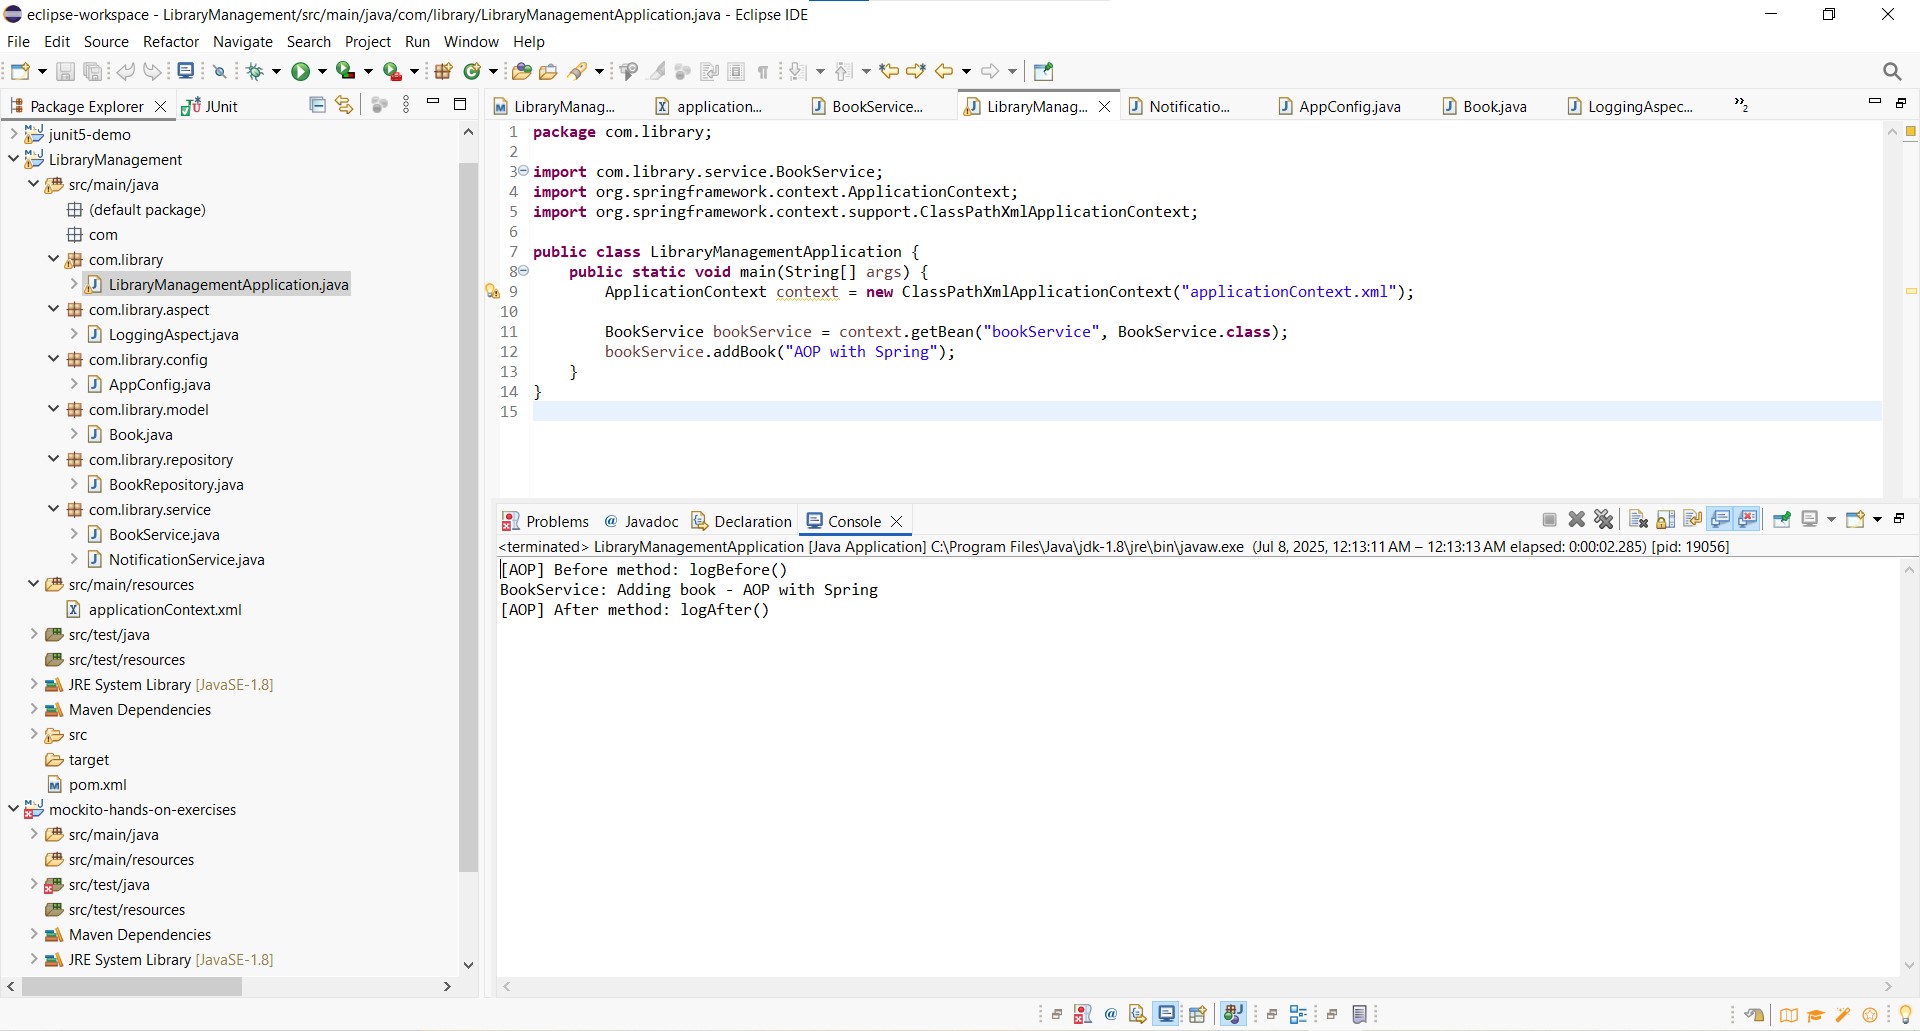 eclipse-workspace - LibraryManagement/src/main/java/com/library/LibraryManagementApplication.java - Eclipse IDE
File Edit Source Refactor Navigate Search Project Run Window Help
Package Explorer JUnit
junit5-demo
LibraryManagement
src/main/java
(default package)
com
com.library
LibraryManagementApplication.java
com.library.aspect
LoggingAspect.java
com.library.config
AppConfig.java
com.library.model
Book.java
com.library.repository
BookRepository.java
com.library.service
BookService.java
NotificationService.java
src/main/resources
applicationContext.xml
src/test/java
src/test/resources
JRE System Library [JavaSE-1.8]
Maven Dependencies
src
target
pom.xml
mockito-hands-on-exercises
src/main/java
src/main/resources
src/test/java
src/test/resources
Maven Dependencies
JRE System Library [JavaSE-1.8]
LibraryManag... application... BookService... LibraryManag... Notificatio... AppConfig.java Book.java LoggingAspec... »2
1 package com.library;
2
3 import com.library.service.BookService;
4 import org.springframework.context.ApplicationContext;
5 import org.springframework.context.support.ClassPathXmlApplicationContext;
6
7 public class LibraryManagementApplication {
8 public static void main(String[] args) {
9 ApplicationContext context = new ClassPathXmlApplicationContext("applicationContext.xml");
10
11 BookService bookService = context.getBean("bookService", BookService.class);
12 bookService.addBook("AOP with Spring");
13 }
14 }
15
Problems @ Javadoc Declaration Console
<terminated> LibraryManagementApplication [Java Application] C:\Program Files\Java\jdk-1.8\jre\bin\javaw.exe (Jul 8, 2025, 12:13:11 AM – 12:13:13 AM elapsed: 0:00:02.285) [pid: 19056]
[AOP] Before method: logBefore()
BookService: Adding book - AOP with Spring
[AOP] After method: logAfter()